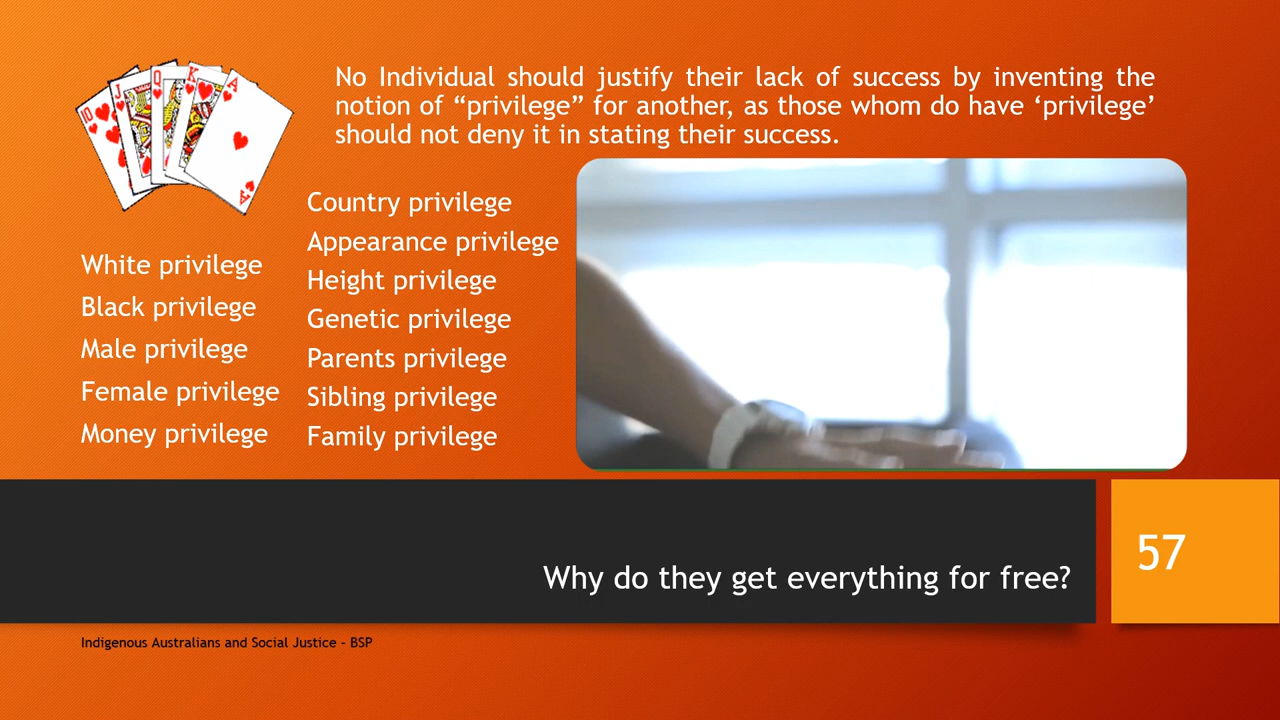 No Individual should justify their lack of success by inventing the
notion of “privilege” for another, as those whom do have ‘privilege’
should not deny it in stating their success.
10
J
Q
K
A
A
White privilege
Black privilege
Male privilege
Female privilege
Money privilege
Country privilege
Appearance privilege
Height privilege
Genetic privilege
Parents privilege
Sibling privilege
Family privilege
Why do they get everything for free?
57
Indigenous Australians and Social Justice - BSP